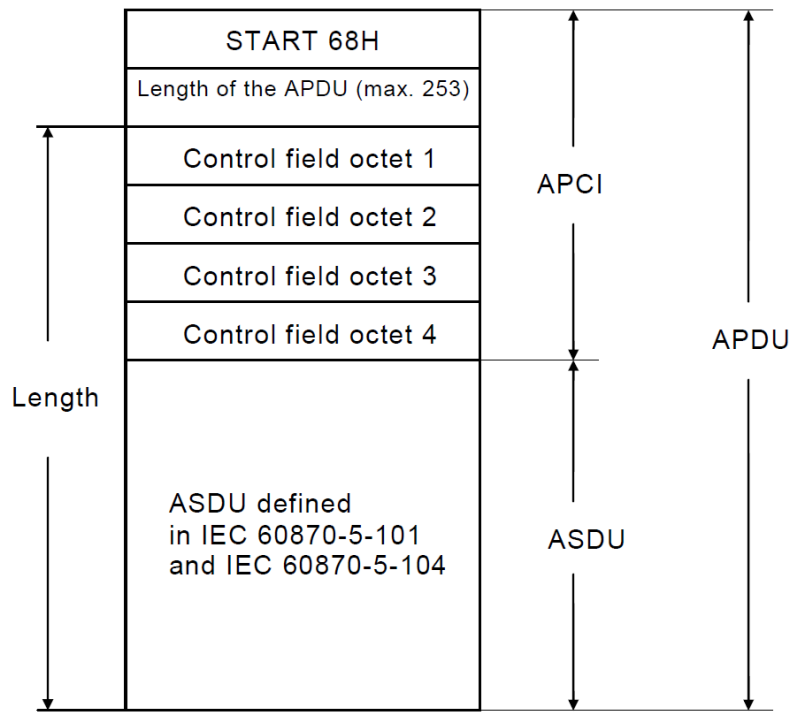 START 68H
Length of the APDU (max. 253)
Control field octet 1
Control field octet 2
Control field octet 3
Control field octet 4
ASDU defined
in IEC 60870-5-101
and IEC 60870-5-104
Length
APCI
ASDU
APDU